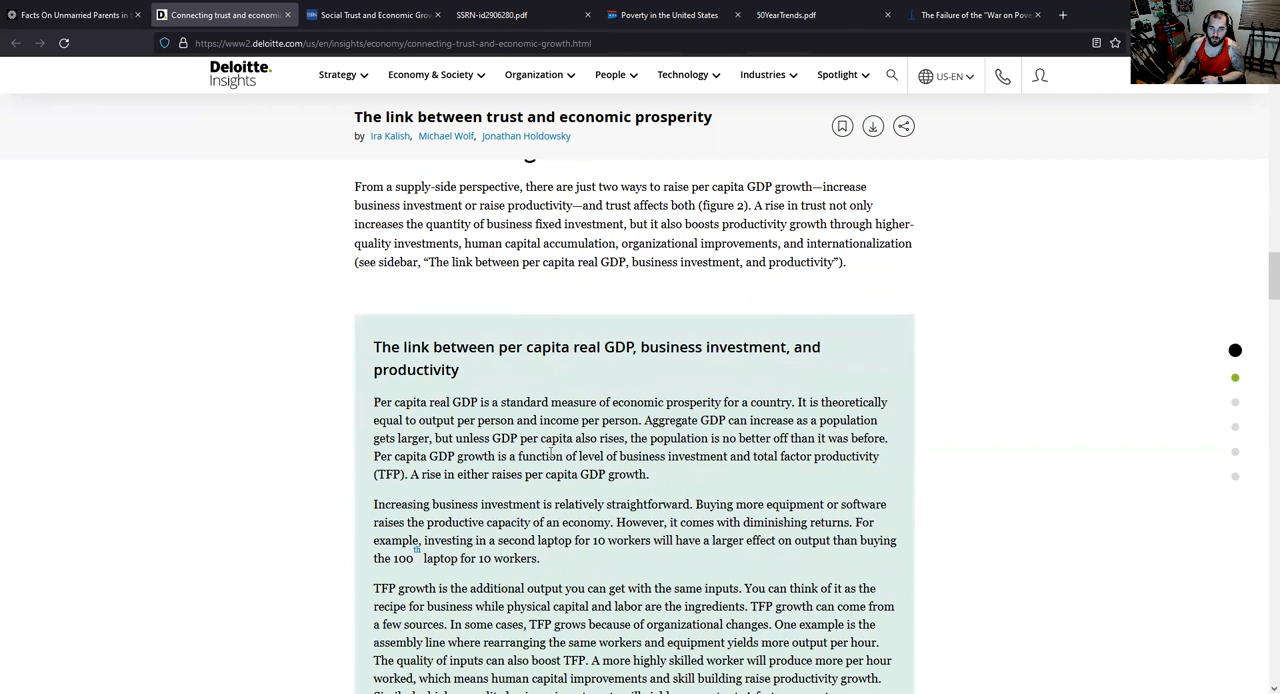 Facts On Unmarried Parents in t
Connecting trust and economic
Social Trust and Economic Grow
SSRN-id2906280.pdf
Poverty in the United States
50YearTrends.pdf
The Failure of the "War on Pove
https://www2.deloitte.com/us/en/insights/economy/connecting-trust-and-economic-growth.html
Deloitte.
Insights
Strategy
Economy & Society
Organization
People
Technology
Industries
Spotlight
US-EN
The link between trust and economic prosperity
by Ira Kalish, Michael Wolf, Jonathan Holdowsky
From a supply-side perspective, there are just two ways to raise per capita GDP growth—increase
business investment or raise productivity—and trust affects both (figure 2). A rise in trust not only
increases the quantity of business fixed investment, but it also boosts productivity growth through higher-
quality investments, human capital accumulation, organizational improvements, and internationalization
(see sidebar, “The link between per capita real GDP, business investment, and productivity”).
The link between per capita real GDP, business investment, and
productivity
Per capita real GDP is a standard measure of economic prosperity for a country. It is theoretically
equal to output per person and income per person. Aggregate GDP can increase as a population
gets larger, but unless GDP per capita also rises, the population is no better off than it was before.
Per capita GDP growth is a function of level of business investment and total factor productivity
(TFP). A rise in either raises per capita GDP growth.
Increasing business investment is relatively straightforward. Buying more equipment or software
raises the productive capacity of an economy. However, it comes with diminishing returns. For
example, investing in a second laptop for 10 workers will have a larger effect on output than buying
the 100th laptop for 10 workers.
TFP growth is the additional output you can get with the same inputs. You can think of it as the
recipe for business while physical capital and labor are the ingredients. TFP growth can come from
a few sources. In some cases, TFP grows because of organizational changes. One example is the
assembly line where rearranging the same workers and equipment yields more output per hour.
The quality of inputs can also boost TFP. A more highly skilled worker will produce more per hour
worked, which means human capital improvements and skill building raise productivity growth.